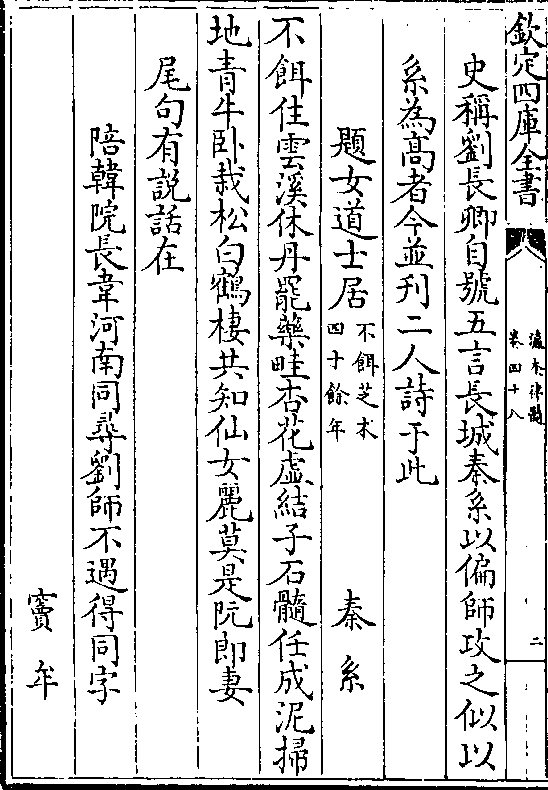 欽定四庫全書
瀛奎律髓
卷四十八
二
史稱劉長卿自號五言長城秦系以偏師攻之似以
系為髙者今並刋二人詩于此
題女道士居
不餌芝术
四十餘年
秦系
不餌住雲溪休丹罷藥畦杏花虛結子石髓任成泥掃
地青牛卧栽松白鶴棲共知仙女麗莫是阮郎妻
尾句有說話在
陪韓院長韋河南同尋劉師不遇得同字
竇牟